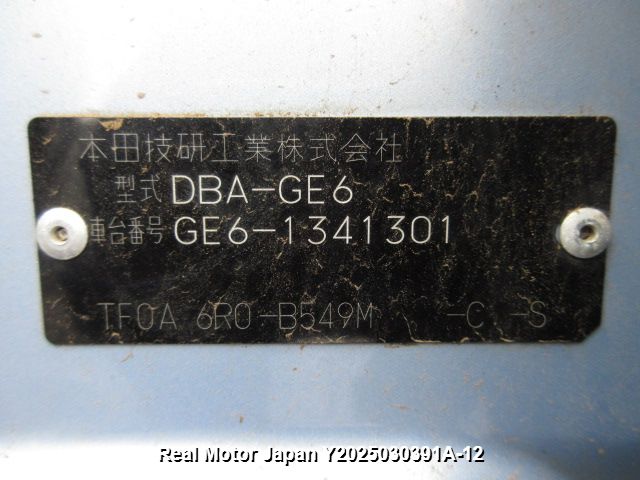 本田技研工業株式会社
型式 DBA-GE6
車台番号 GE6-1341301
TF0A 6R0-B549M -C -S
Real Motor Japan Y2025030391A-12